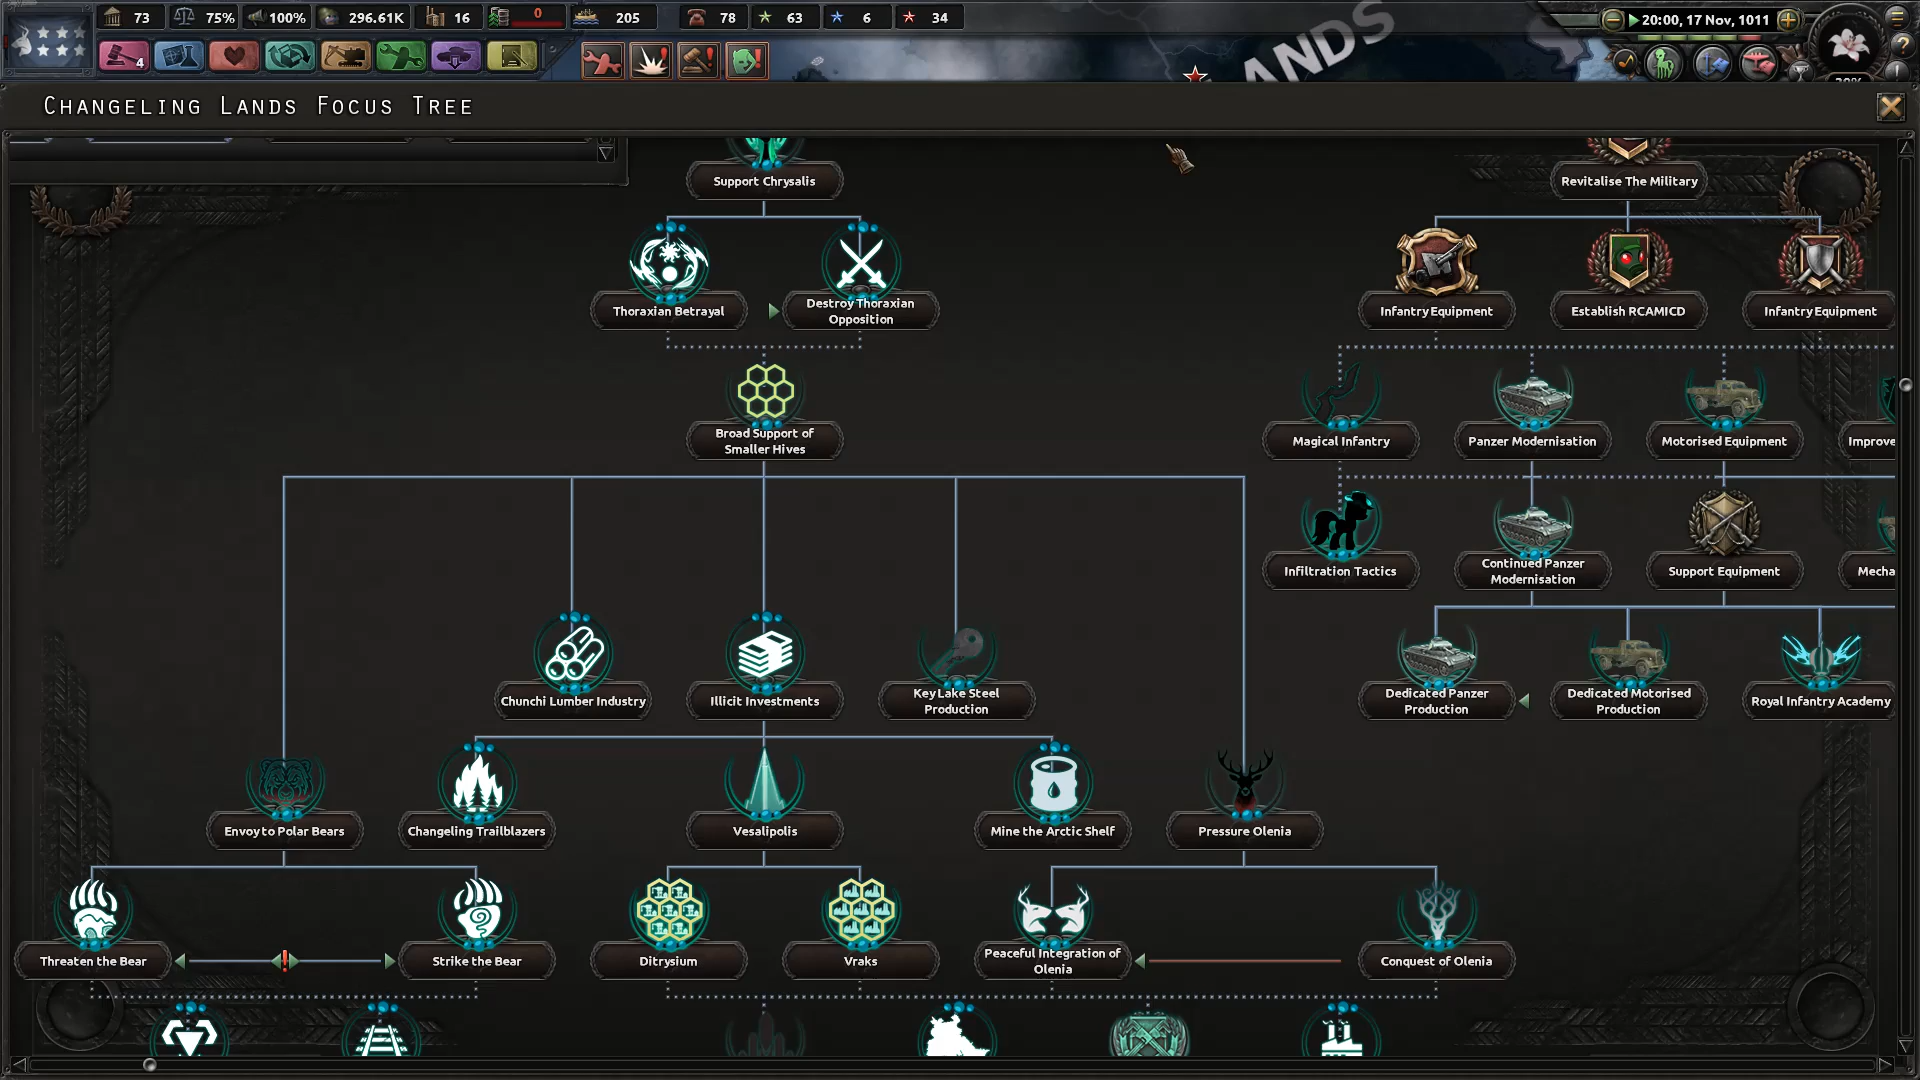 73
75%
100%
296.61K
16
0
205
78
63
6
34
20:00, 17 Nov, 1011
4
ANDS
CHANGELING LANDS FOCUS TREE
Support Chrysalis
Revitalise The Military
Thoraxian Betrayal
Destroy Thoraxian
Opposition
Infantry Equipment
Establish RCAMICD
Infantry Equipment
Broad Support of
Smaller Hives
Magical Infantry
Panzer Modernisation
Motorised Equipment
Improve
Infiltration Tactics
Continued Panzer
Modernisation
Support Equipment
Mecha
Chunchi Lumber Industry
Illicit Investments
Key Lake Steel
Production
Dedicated Panzer
Production
Dedicated Motorised
Production
Royal Infantry Academy
Envoy to Polar Bears
Changeling Trailblazers
Vesalipolis
Mine the Arctic Shelf
Pressure Olenia
Threaten the Bear
Strike the Bear
Ditrysium
Vraks
Peaceful Integration of
Olenia
Conquest of Olenia